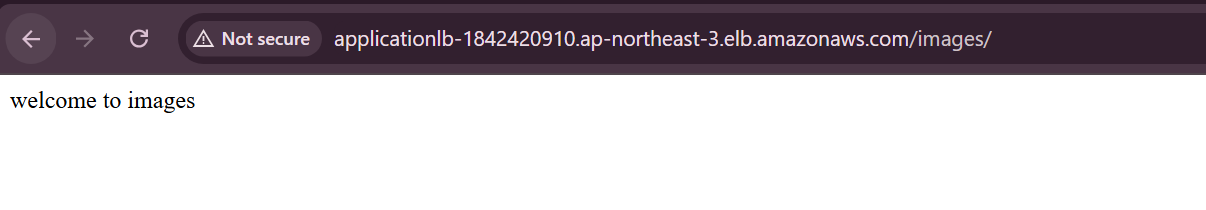 Not secure applicationlb-1842420910.ap-northeast-3.elb.amazonaws.com/images/
welcome to images